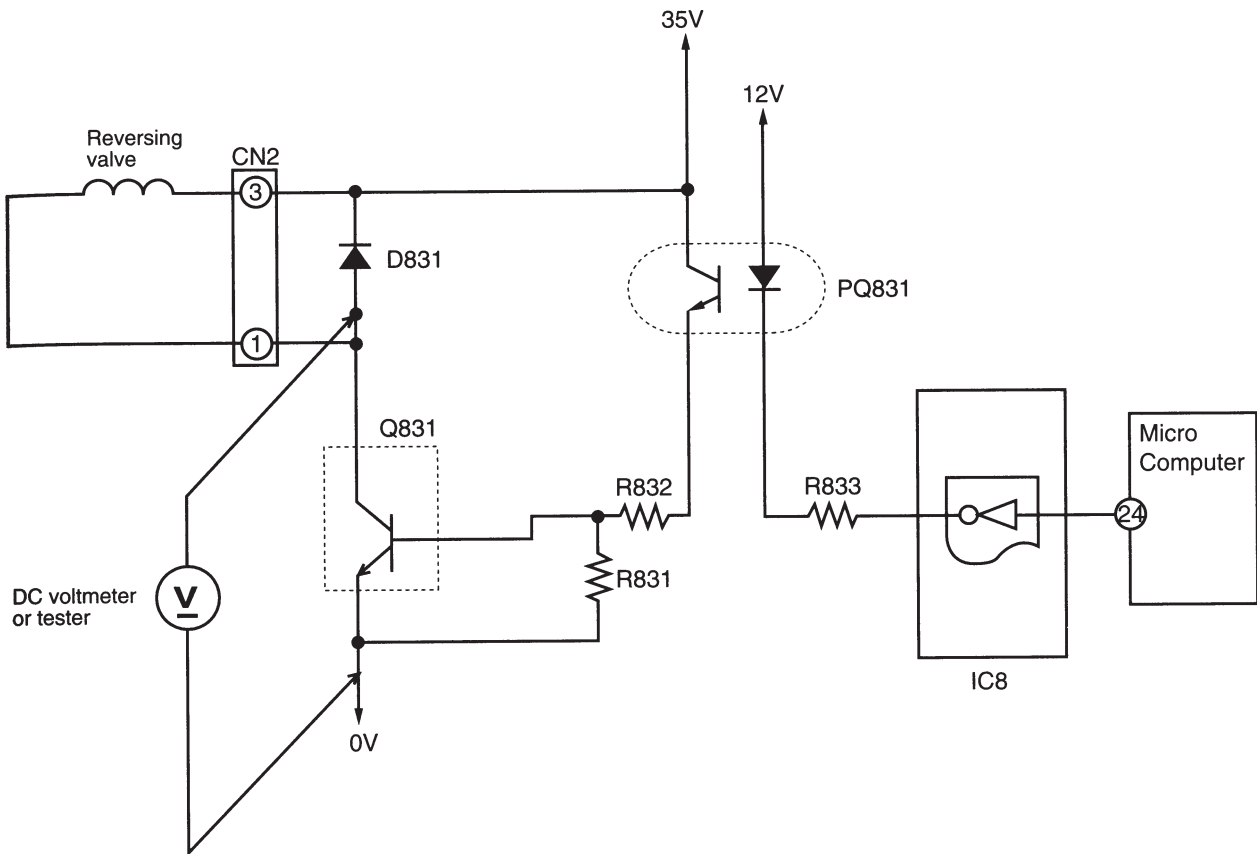 35V
12V
Reversing
valve
CN2
3
D831
PQ831
1
Q831
Micro
Computer
R832
R833
24
R831
DC voltmeter
or tester
V
IC8
0V